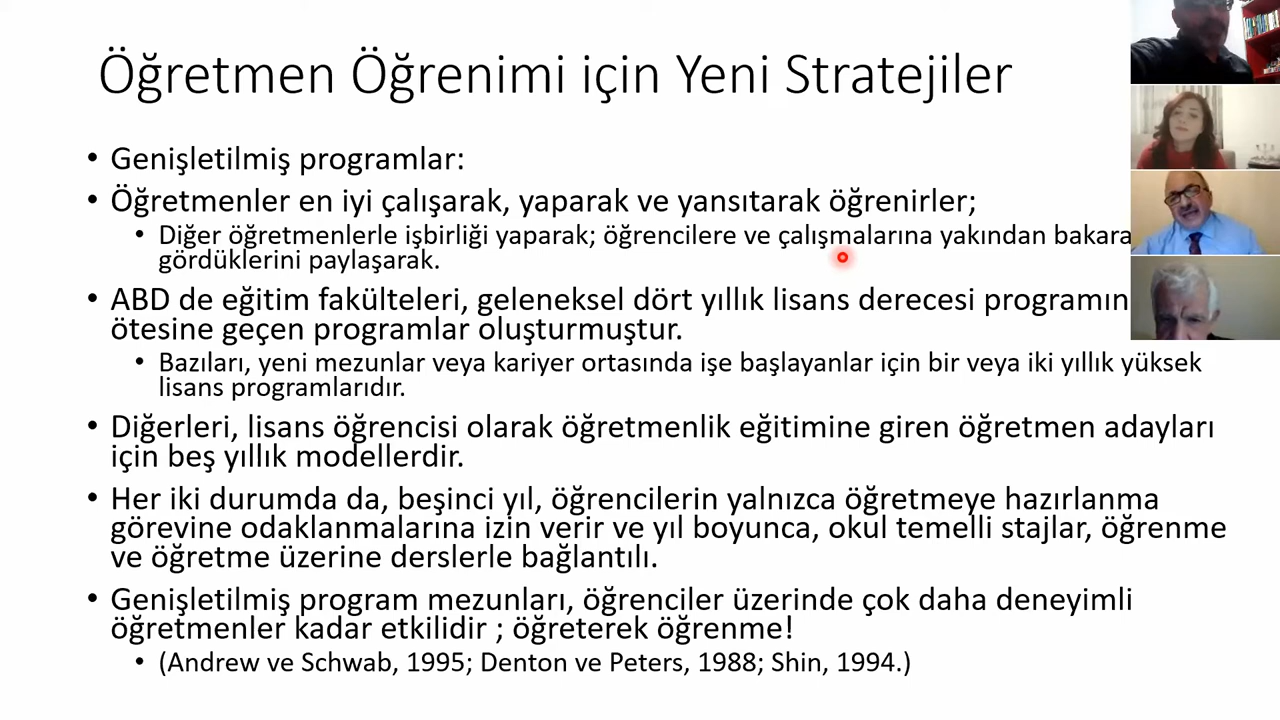 Öğretmen Öğrenimi için Yeni Stratejiler
• Genişletilmiş programlar:
• Öğretmenler en iyi çalışarak, yaparak ve yansıtarak öğrenirler;
• Diğer öğretmenlerle işbirliği yaparak; öğrencilere ve çalışmalarına yakından bakara
gördüklerini paylaşarak.
• ABD de eğitim fakülteleri, geleneksel dört yıllık lisans derecesi programın
ötesine geçen programlar oluşturmuştur.
• Bazıları, yeni mezunlar veya kariyer ortasında işe başlayanlar için bir veya iki yıllık yüksek
lisans programlarıdır.
• Diğerleri, lisans öğrencisi olarak öğretmenlik eğitimine giren öğretmen adayları
için beş yıllık modellerdir.
• Her iki durumda da, beşinci yıl, öğrencilerin yalnızca öğretmeye hazırlanma
görevine odaklanmalarına izin verir ve yıl boyunca, okul temelli stajlar, öğrenme
ve öğretme üzerine derslerle bağlantılı.
• Genişletilmiş program mezunları, öğrenciler üzerinde çok daha deneyimli
öğretmenler kadar etkilidir ; öğreterek öğrenme!
• (Andrew ve Schwab, 1995; Denton ve Peters, 1988; Shin, 1994.)